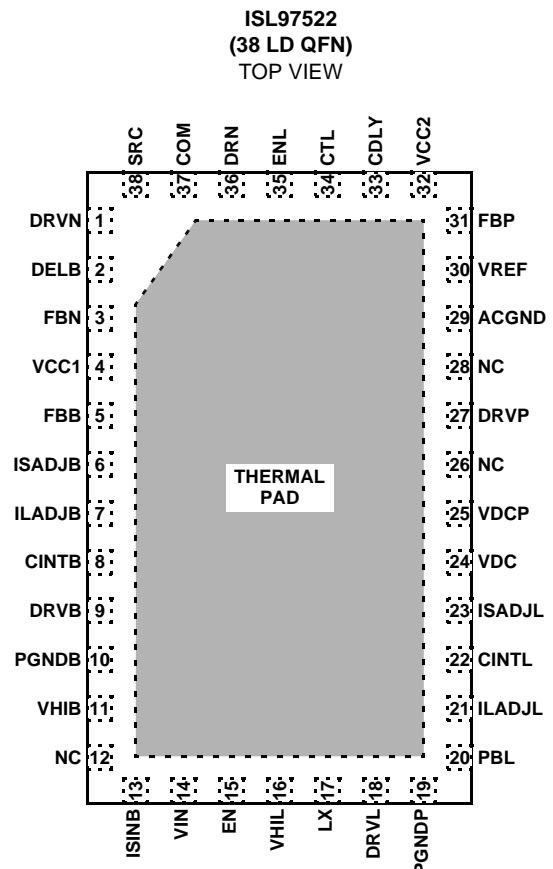 ISL97522
(38 LD QFN)
TOP VIEW
38 SRC
37 COM
36 DRN
35 ENL
34 CTL
33 CDLY
32 VCC2
DRVN 1
DELB 2
FBN 3
VCC1 4
FBB 5
ISADJB 6
ILADJB 7
CINTB 8
DRVB 9
PGNDB 10
VHIB 11
NC 12
THERMAL
PAD
31 FBP
30 VREF
29 ACGND
28 NC
27 DRVP
26 NC
25 VDCP
24 VDC
23 ISADJL
22 CINTL
21 ILADJL
20 PBL
ISINB 13
VIN 14
EN 15
VHIL 16
LX 17
DRVL 18
PGNDP 19